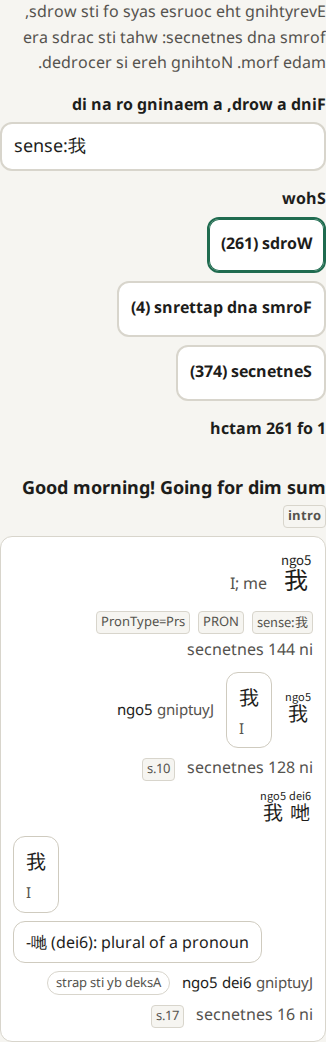 ,sdrow sti fo syas esruoc eht gnihtyrevE
era sdrac sti tahw :secnetnes dna smrof
.deredrocer si ereh gnihtoN .mrof edam
di na ro gninaem a ,drow a dniF
sense:我
wohS
(261) sdroW
(4) snrettap dna smroF
(374) secnetneS
hctam 261 fo 1
Good morning! Going for dim sum
intro
ngo5
I; me 我
PronType=Prs PRON sense:我
secnetnes 144 ni
ngo5
我
ngo5 gniptuyJ
我
I
s.10 secnetnes 128 ni
ngo5 dei6
我 哋
我
I
-哋 (dei6): plural of a pronoun
strap sti yb deksA ngo5 dei6 gniptuyJ
s.17 secnetnes 16 ni